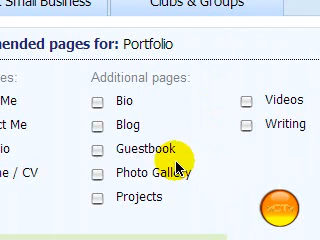 t Small Business Clubs & Groups
ended pages for: Portfolio
es: Additional pages:
Me Bio Videos
ct Me Blog Writing
io Guestbook
e / CV Photo Gallery
Projects